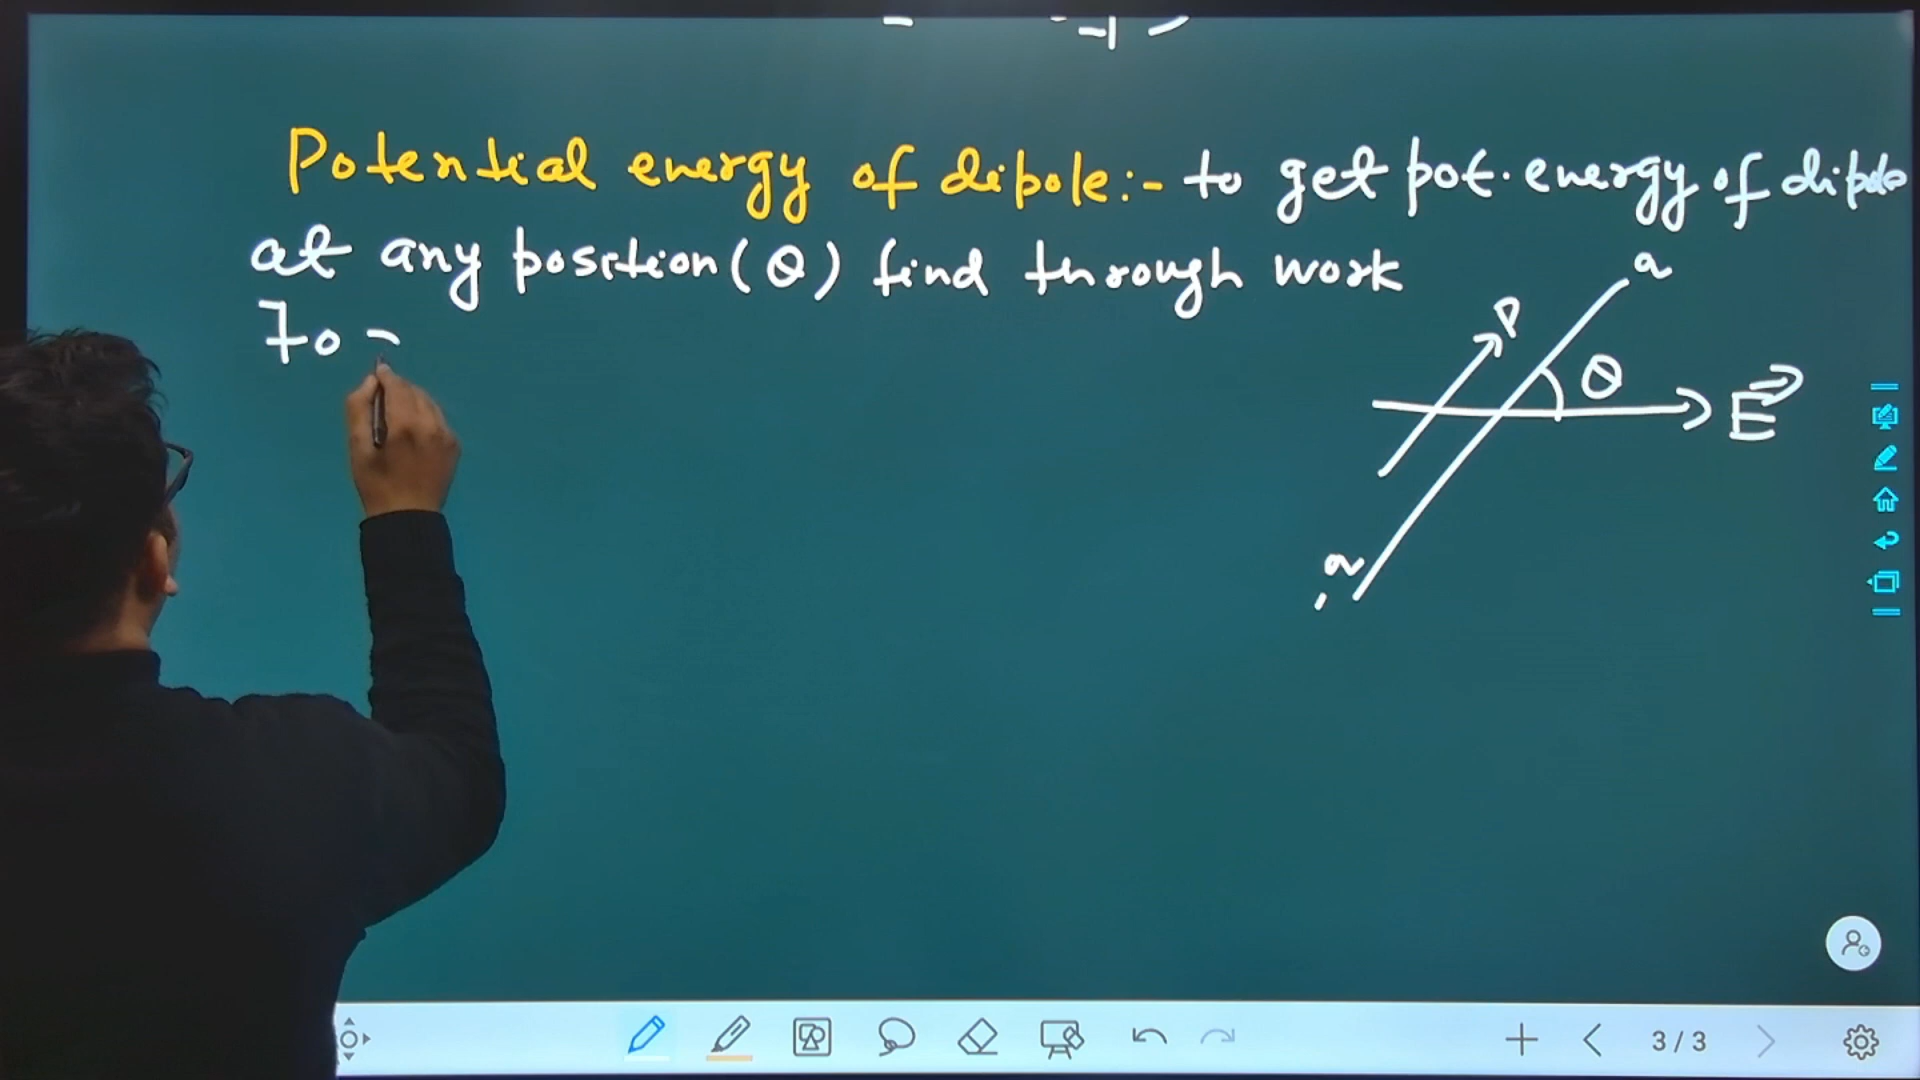 Potential energy of dipole:- to get pot. energy of dipole
at any position (θ) find through work
To
a
P
θ
E
a
3 / 3